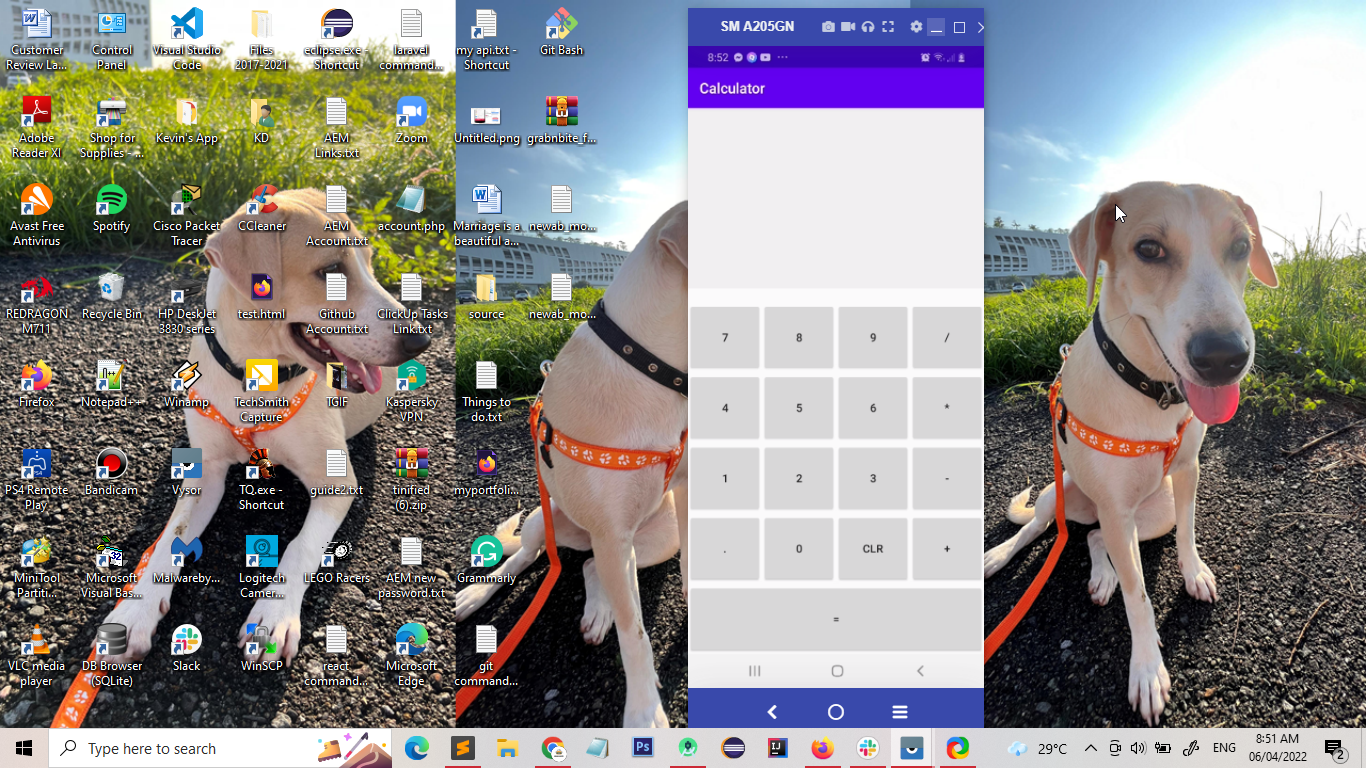 Customer
Review La...
Control
Panel
Visual Studio
Code
Files
2017-2021
eclipse.exe -
Shortcut
laravel
command...
my api.txt -
Shortcut
Git Bash
Adobe
Reader XI
Shop for
Supplies - ...
Kevin's App
KD
AEM
Links.txt
Zoom
Untitled.png
grabnbite_f...
Avast Free
Antivirus
Spotify
Cisco Packet
Tracer
CCleaner
AEM
Account.txt
account.php
Marriage is a
beautiful a...
newab_mo...
REDRAGON
M711
Recycle Bin
HP DeskJet
3830 series
test.html
Github
Account.txt
ClickUp Tasks
Link.txt
source
newab_mo...
Firefox
Notepad++
Winamp
TechSmith
Capture
TGIF
Kaspersky
VPN
Things to
do.txt
PS4 Remote
Play
Bandicam
Vysor
TQ.exe -
Shortcut
guide2.txt
tinified
(6).zip
myportfoli...
MiniTool
Partiti...
Microsoft
Visual Bas...
Malwareby...
Logitech
Camer...
LEGO Racers
AEM new
password.txt
Grammarly
VLC media
player
DB Browser
(SQLite)
Slack
WinSCP
react
command...
Microsoft
Edge
git
command...
SM A205GN
8:52
Calculator
7 8 9 /
4 5 6 *
1 2 3 -
. 0 CLR +
=
Type here to search
29°C
ENG
8:51 AM
06/04/2022
2